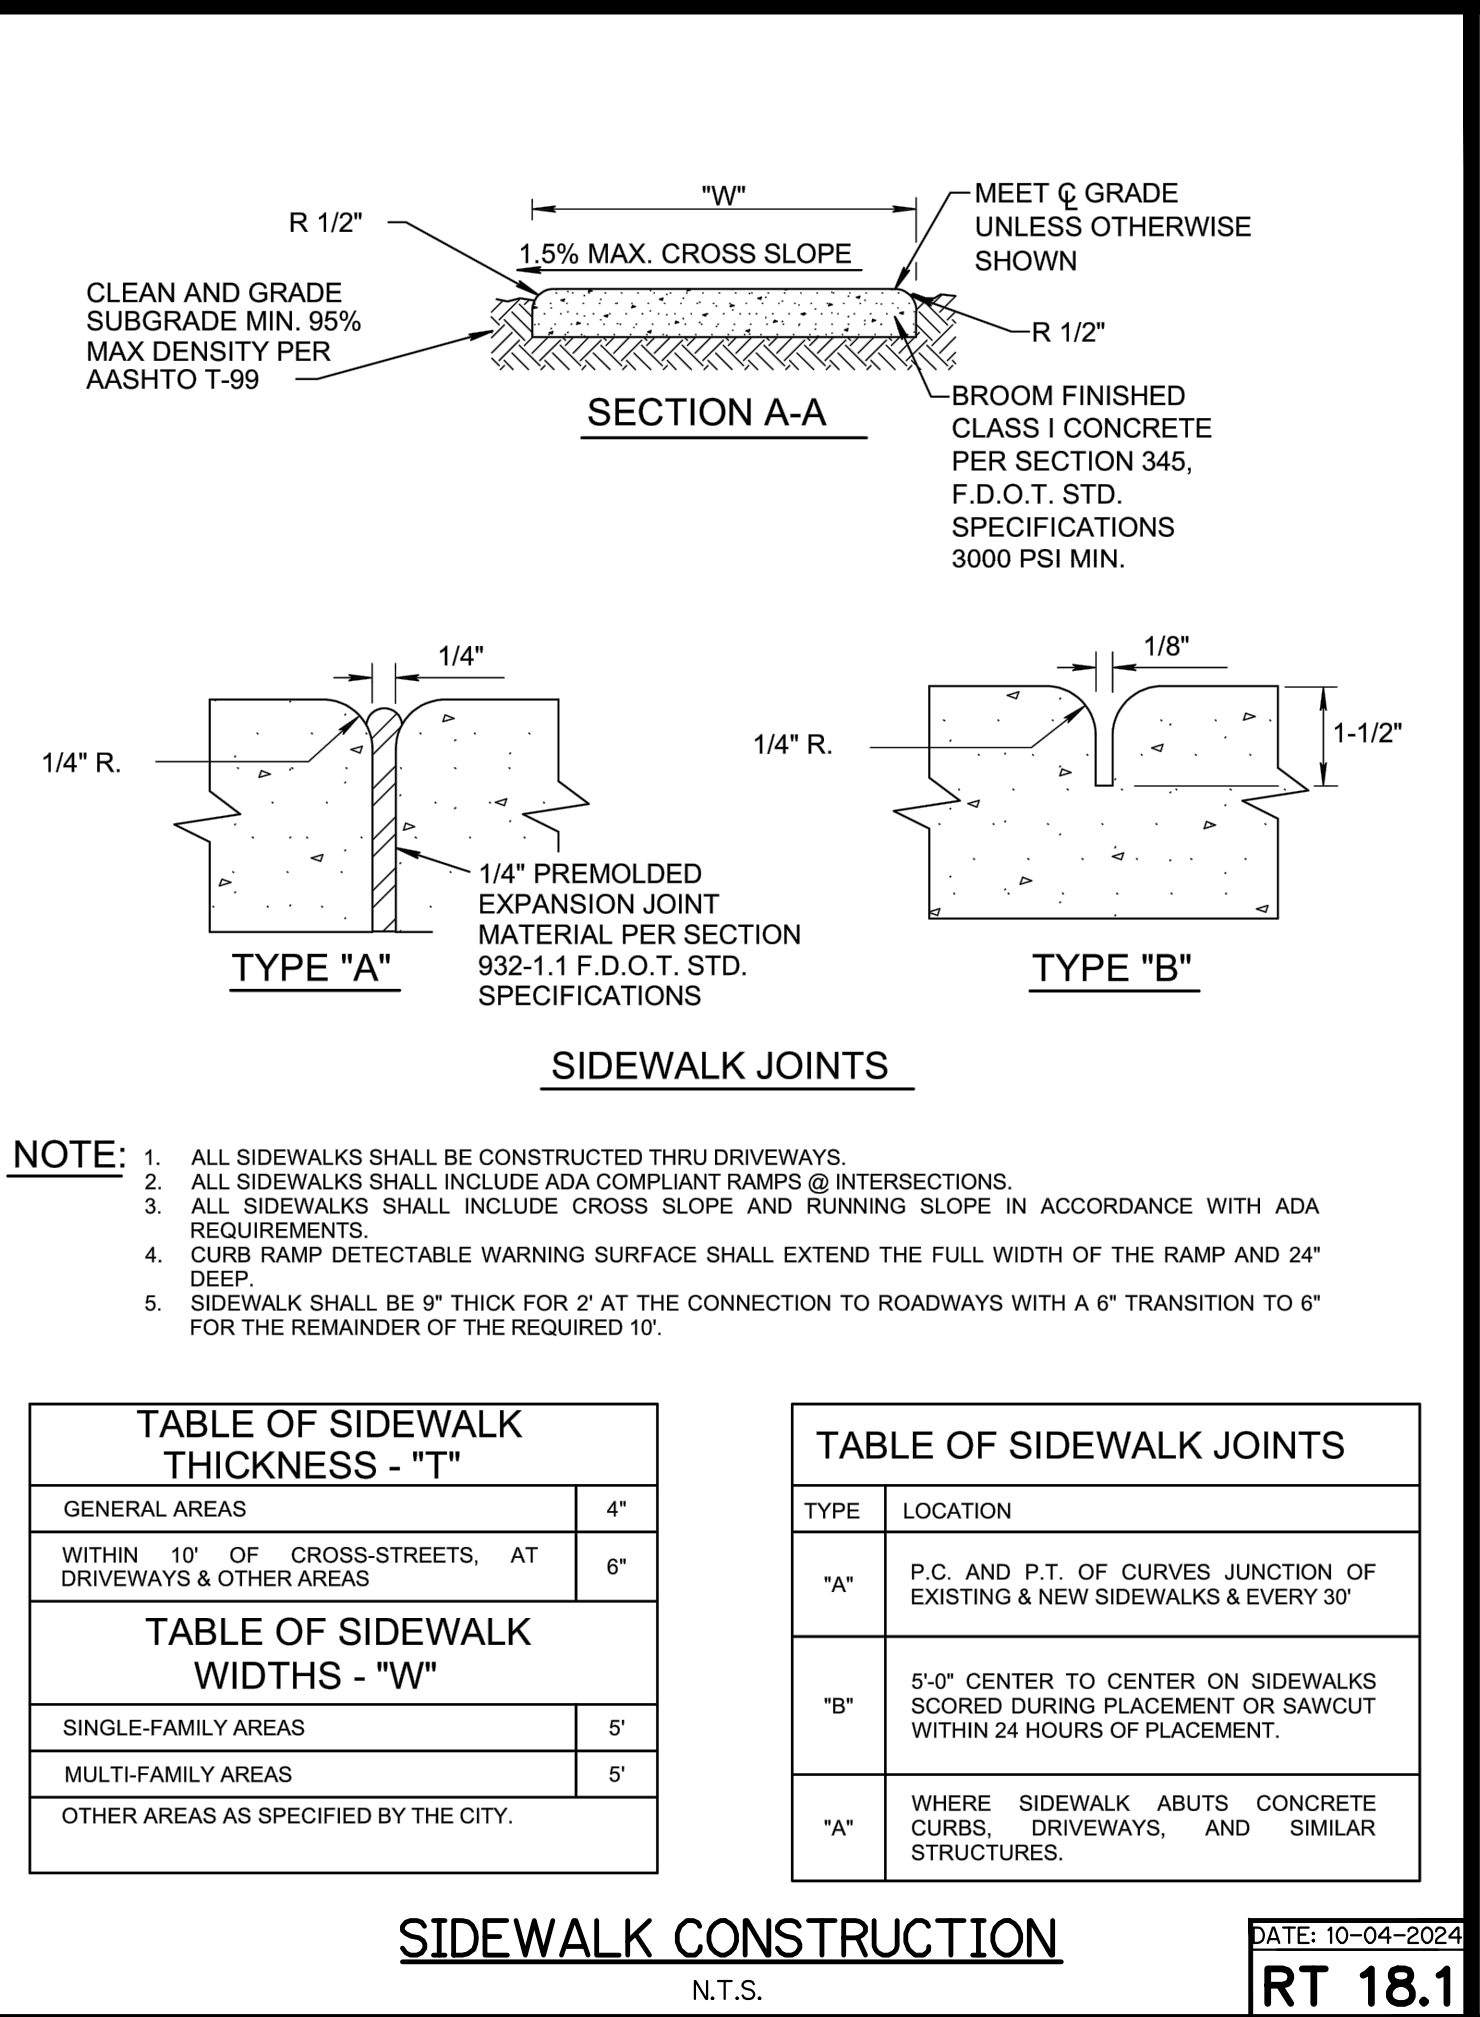 "W"
R 1/2"
MEET ℄ GRADE
UNLESS OTHERWISE
SHOWN
1.5% MAX. CROSS SLOPE
CLEAN AND GRADE
SUBGRADE MIN. 95%
MAX DENSITY PER
AASHTO T-99
R 1/2"
SECTION A-A
BROOM FINISHED
CLASS I CONCRETE
PER SECTION 345,
F.D.O.T. STD.
SPECIFICATIONS
3000 PSI MIN.
1/4"
1/4" R.
1/4" PREMOLDED
EXPANSION JOINT
MATERIAL PER SECTION
932-1.1 F.D.O.T. STD.
SPECIFICATIONS
TYPE "A"
1/8"
1/4" R.
1-1/2"
TYPE "B"
SIDEWALK JOINTS
NOTE:
1. ALL SIDEWALKS SHALL BE CONSTRUCTED THRU DRIVEWAYS.
2. ALL SIDEWALKS SHALL INCLUDE ADA COMPLIANT RAMPS @ INTERSECTIONS.
3. ALL SIDEWALKS SHALL INCLUDE CROSS SLOPE AND RUNNING SLOPE IN ACCORDANCE WITH ADA
REQUIREMENTS.
4. CURB RAMP DETECTABLE WARNING SURFACE SHALL EXTEND THE FULL WIDTH OF THE RAMP AND 24"
DEEP.
5. SIDEWALK SHALL BE 9" THICK FOR 2' AT THE CONNECTION TO ROADWAYS WITH A 6" TRANSITION TO 6"
FOR THE REMAINDER OF THE REQUIRED 10'.
TABLE OF SIDEWALK
THICKNESS - "T"
GENERAL AREAS 4"
WITHIN 10' OF CROSS-STREETS, AT
DRIVEWAYS & OTHER AREAS
6"
TABLE OF SIDEWALK
WIDTHS - "W"
SINGLE-FAMILY AREAS 5'
MULTI-FAMILY AREAS 5'
OTHER AREAS AS SPECIFIED BY THE CITY.
TABLE OF SIDEWALK JOINTS
TYPE LOCATION
"A"
P.C. AND P.T. OF CURVES JUNCTION OF
EXISTING & NEW SIDEWALKS & EVERY 30'
"B"
5'-0" CENTER TO CENTER ON SIDEWALKS
SCORED DURING PLACEMENT OR SAWCUT
WITHIN 24 HOURS OF PLACEMENT.
"A"
WHERE SIDEWALK ABUTS CONCRETE
CURBS, DRIVEWAYS, AND SIMILAR
STRUCTURES.
SIDEWALK CONSTRUCTION
N.T.S.
DATE: 10-04-2024
RT 18.1